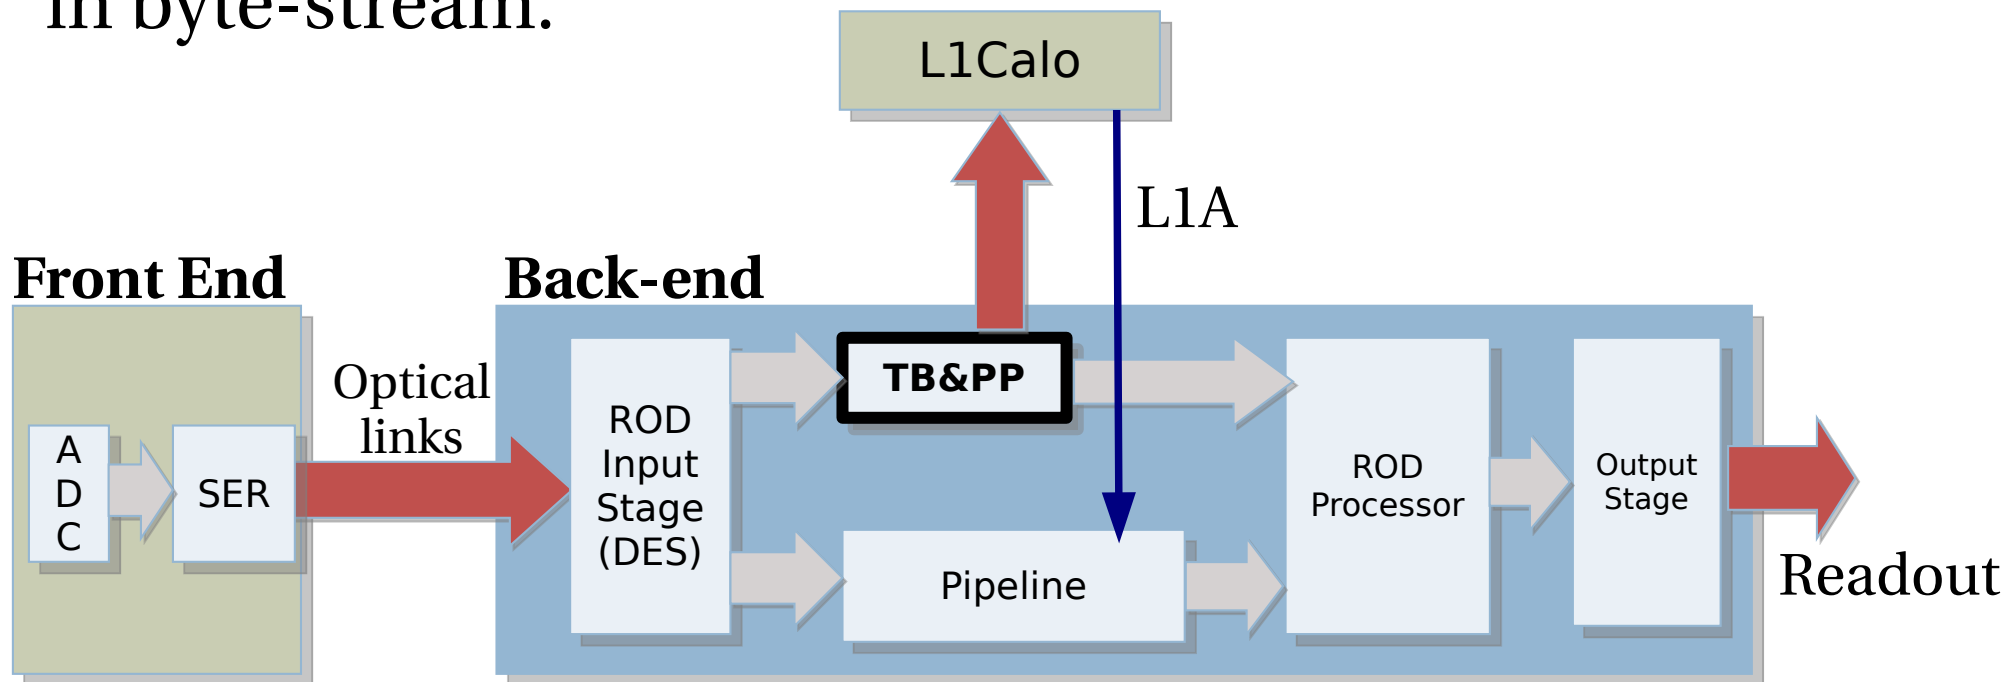 in byte-stream.
L1Calo
L1A
Front End
Back-end
Optical
links
A
D
C
SER
ROD
Input
Stage
(DES)
TB&PP
Pipeline
ROD
Processor
Output
Stage
Readout